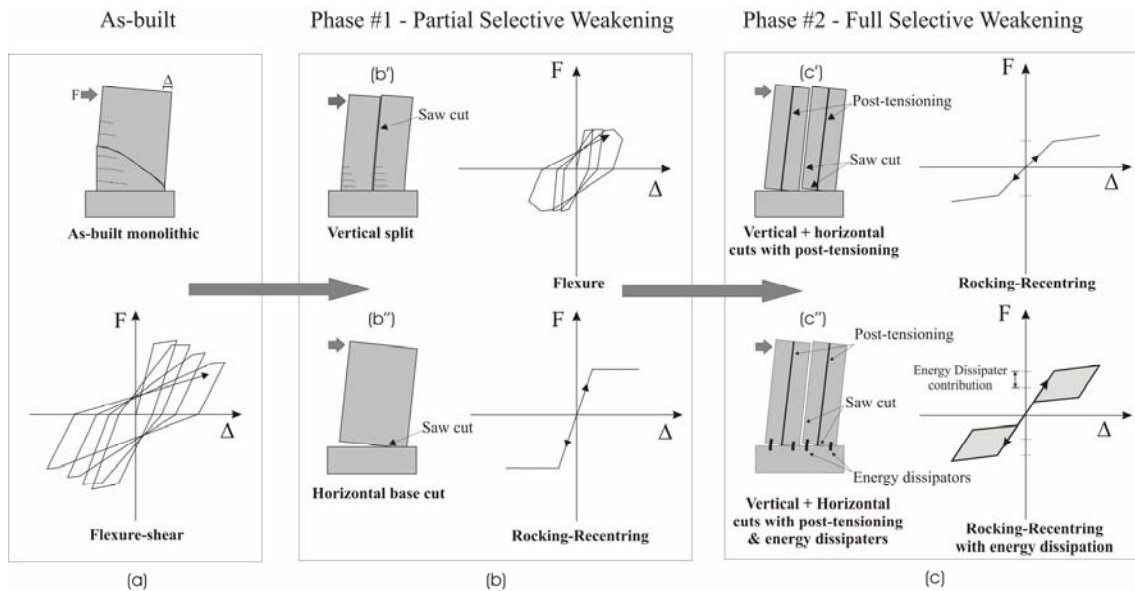 As-built
Phase #1 - Partial Selective Weakening
Phase #2 - Full Selective Weakening
F
Δ
As-built monolithic
F
Δ
Flexure-shear
(a)
(b')
Saw cut
Vertical split
F
Δ
Flexure
(b'')
Saw cut
Horizontal base cut
F
Δ
Rocking-Recentring
(b)
(c')
Post-tensioning
Saw cut
Vertical + horizontal
cuts with post-tensioning
F
Δ
Rocking-Recentring
(c'')
Post-tensioning
Saw cut
Energy dissipators
Vertical + Horizontal
cuts with post-tensioning
& energy dissipaters
F
Energy Dissipater
contribution
Δ
Rocking-Recentring
with energy dissipation
(c)